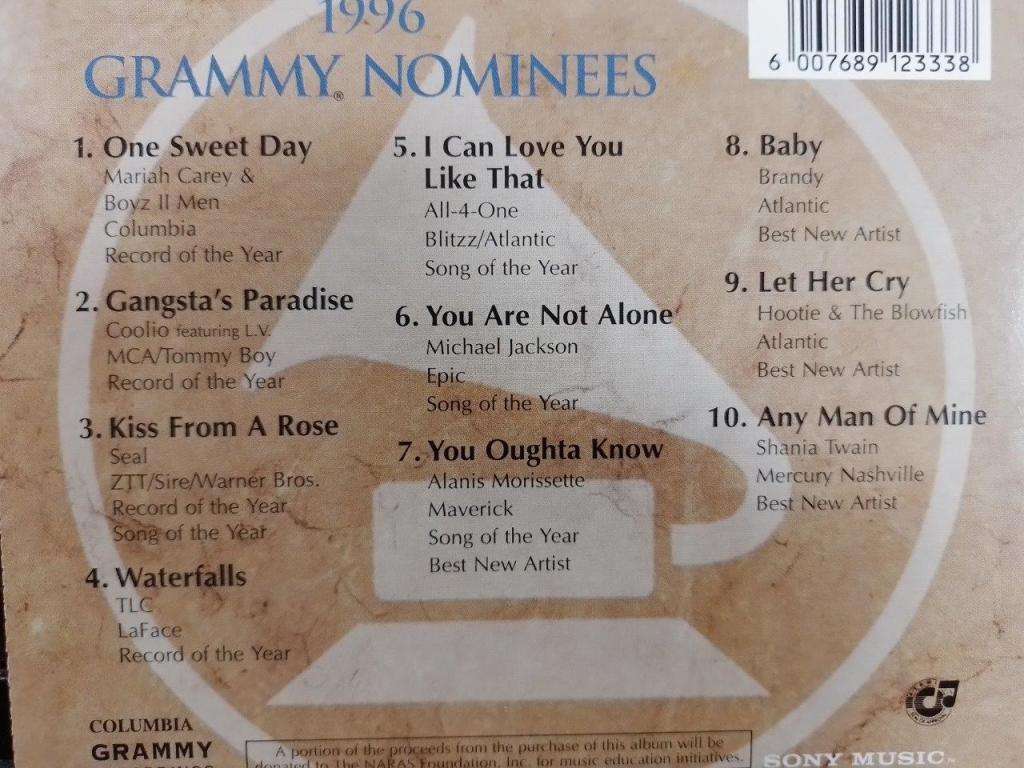 1996
GRAMMY® NOMINEES
6 007689 123338
1. One Sweet Day
Mariah Carey &
Boyz II Men
Columbia
Record of the Year
2. Gangsta's Paradise
Coolio featuring L.V.
MCA/Tommy Boy
Record of the Year
3. Kiss From A Rose
Seal
ZTT/Sire/Warner Bros.
Record of the Year
Song of the Year
4. Waterfalls
TLC
LaFace
Record of the Year
5. I Can Love You
Like That
All-4-One
Blitzz/Atlantic
Song of the Year
6. You Are Not Alone
Michael Jackson
Epic
Song of the Year
7. You Oughta Know
Alanis Morissette
Maverick
Song of the Year
Best New Artist
8. Baby
Brandy
Atlantic
Best New Artist
9. Let Her Cry
Hootie & The Blowfish
Atlantic
Best New Artist
10. Any Man Of Mine
Shania Twain
Mercury Nashville
Best New Artist
COLUMBIA
GRAMMY
A portion of the proceeds from the purchase of this album will be
donated to The NARAS Foundation, Inc. for music education initiatives.
SONY MUSIC